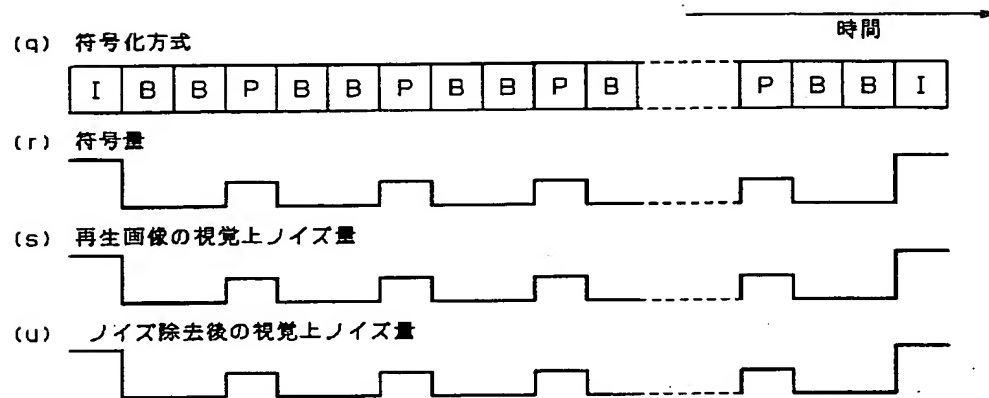 時間
(q) 符号化方式
I B B P B B P B B P B P B B I
(r) 符号量
(s) 再生画像の視覚上ノイズ量
(u) ノイズ除去後の視覚上ノイズ量